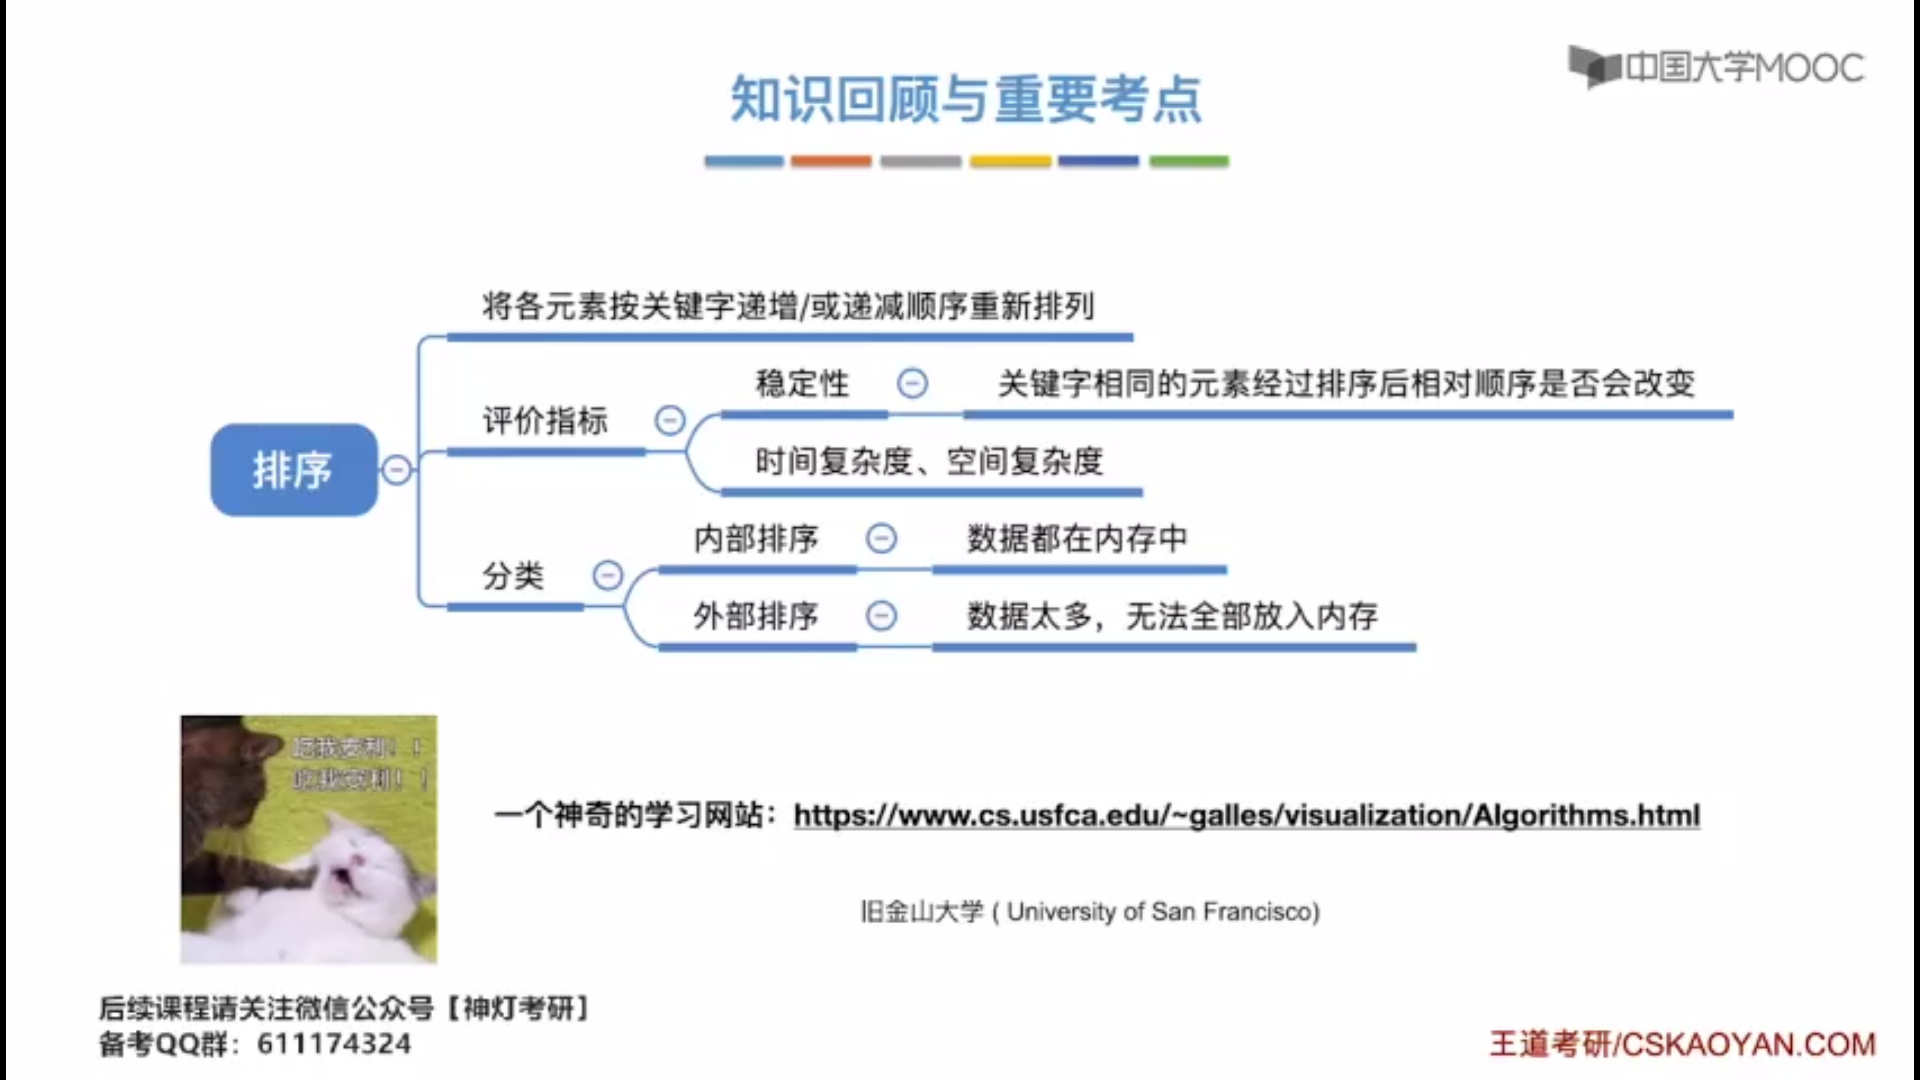 中国大学MOOC
知识回顾与重要考点
将各元素按关键字递增/或递减顺序重新排列
稳定性
关键字相同的元素经过排序后相对顺序是否会改变
评价指标
时间复杂度、空间复杂度
排序
内部排序
数据都在内存中
分类
外部排序
数据太多，无法全部放入内存
吃我安利！！
吃我安利！！
一个神奇的学习网站：https://www.cs.usfca.edu/~galles/visualization/Algorithms.html
旧金山大学 ( University of San Francisco)
后续课程请关注微信公众号【神灯考研】
备考QQ群：611174324
王道考研/CSKAOYAN.COM